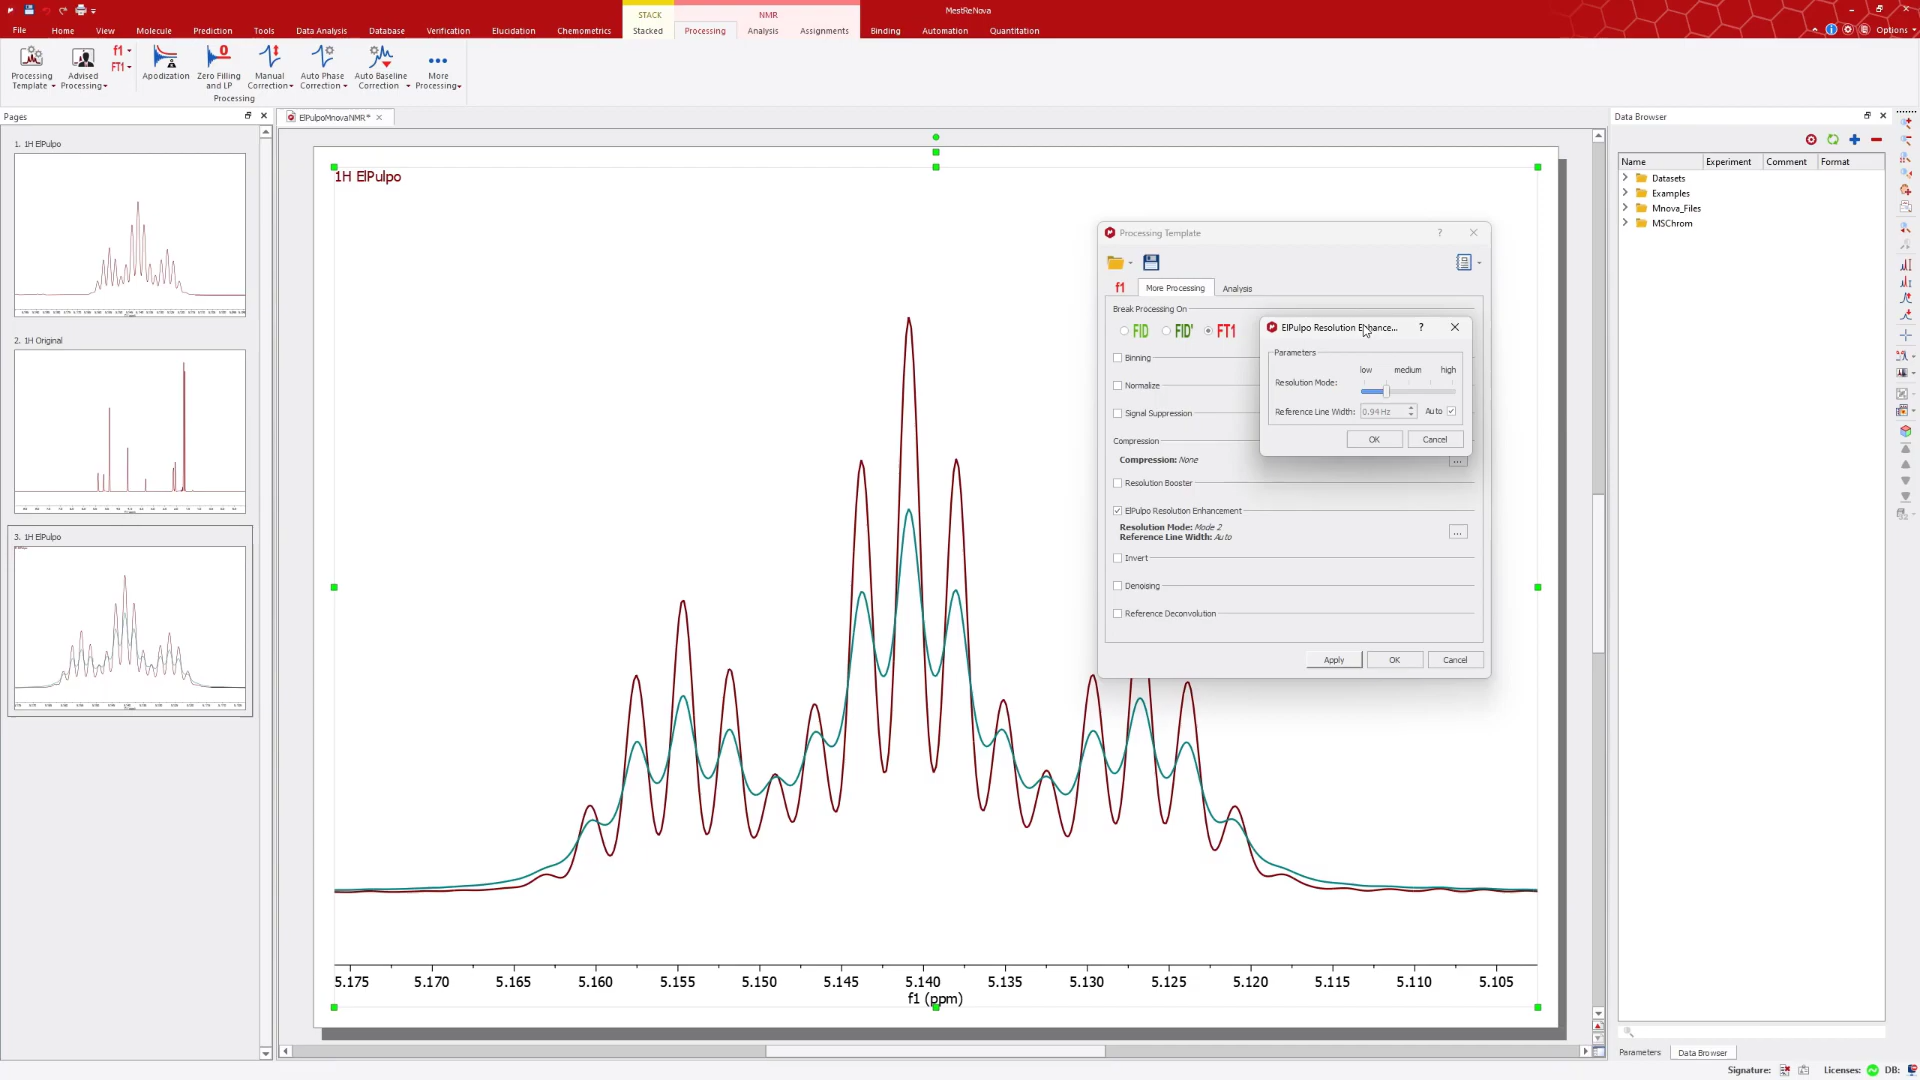 MestReNova
STACK NMR
File Home View Molecule Prediction Tools Data Analysis Database Verification Elucidation Chemometrics Stacked Processing Analysis Assignments Binding Automation Quantitation Options
f1
FT1
Processing Template Advised Processing Apodization Zero Filling and LP Manual Correction Auto Phase Correction Auto Baseline Correction More Processing
Processing
Pages
ElPulpoMnovaNMR*
Data Browser
1. 1H ElPulpo
2. 1H Original
3. 1H ElPulpo
1H ElPulpo
Name Experiment Comment Format
Datasets
Examples
Mnova_Files
MSChrom
Processing Template ?
f1 More Processing Analysis
Break Processing On
FID FID' FT1
Binning
Normalize
Signal Suppression
Compression
Compression: None
...
Resolution Booster
ElPulpo Resolution Enhancement
Resolution Mode: Mode 2
Reference Line Width: Auto
...
Invert
Denoising
Reference Deconvolution
Apply OK Cancel
ElPulpo Resolution Enhance... ?
Parameters
low medium high
Resolution Mode:
Reference Line Width: 0.94 Hz Auto
OK Cancel
5.175 5.170 5.165 5.160 5.155 5.150 5.145 5.140 5.135 5.130 5.125 5.120 5.115 5.110 5.105
f1 (ppm)
Parameters Data Browser
Signature: Licenses: DB: